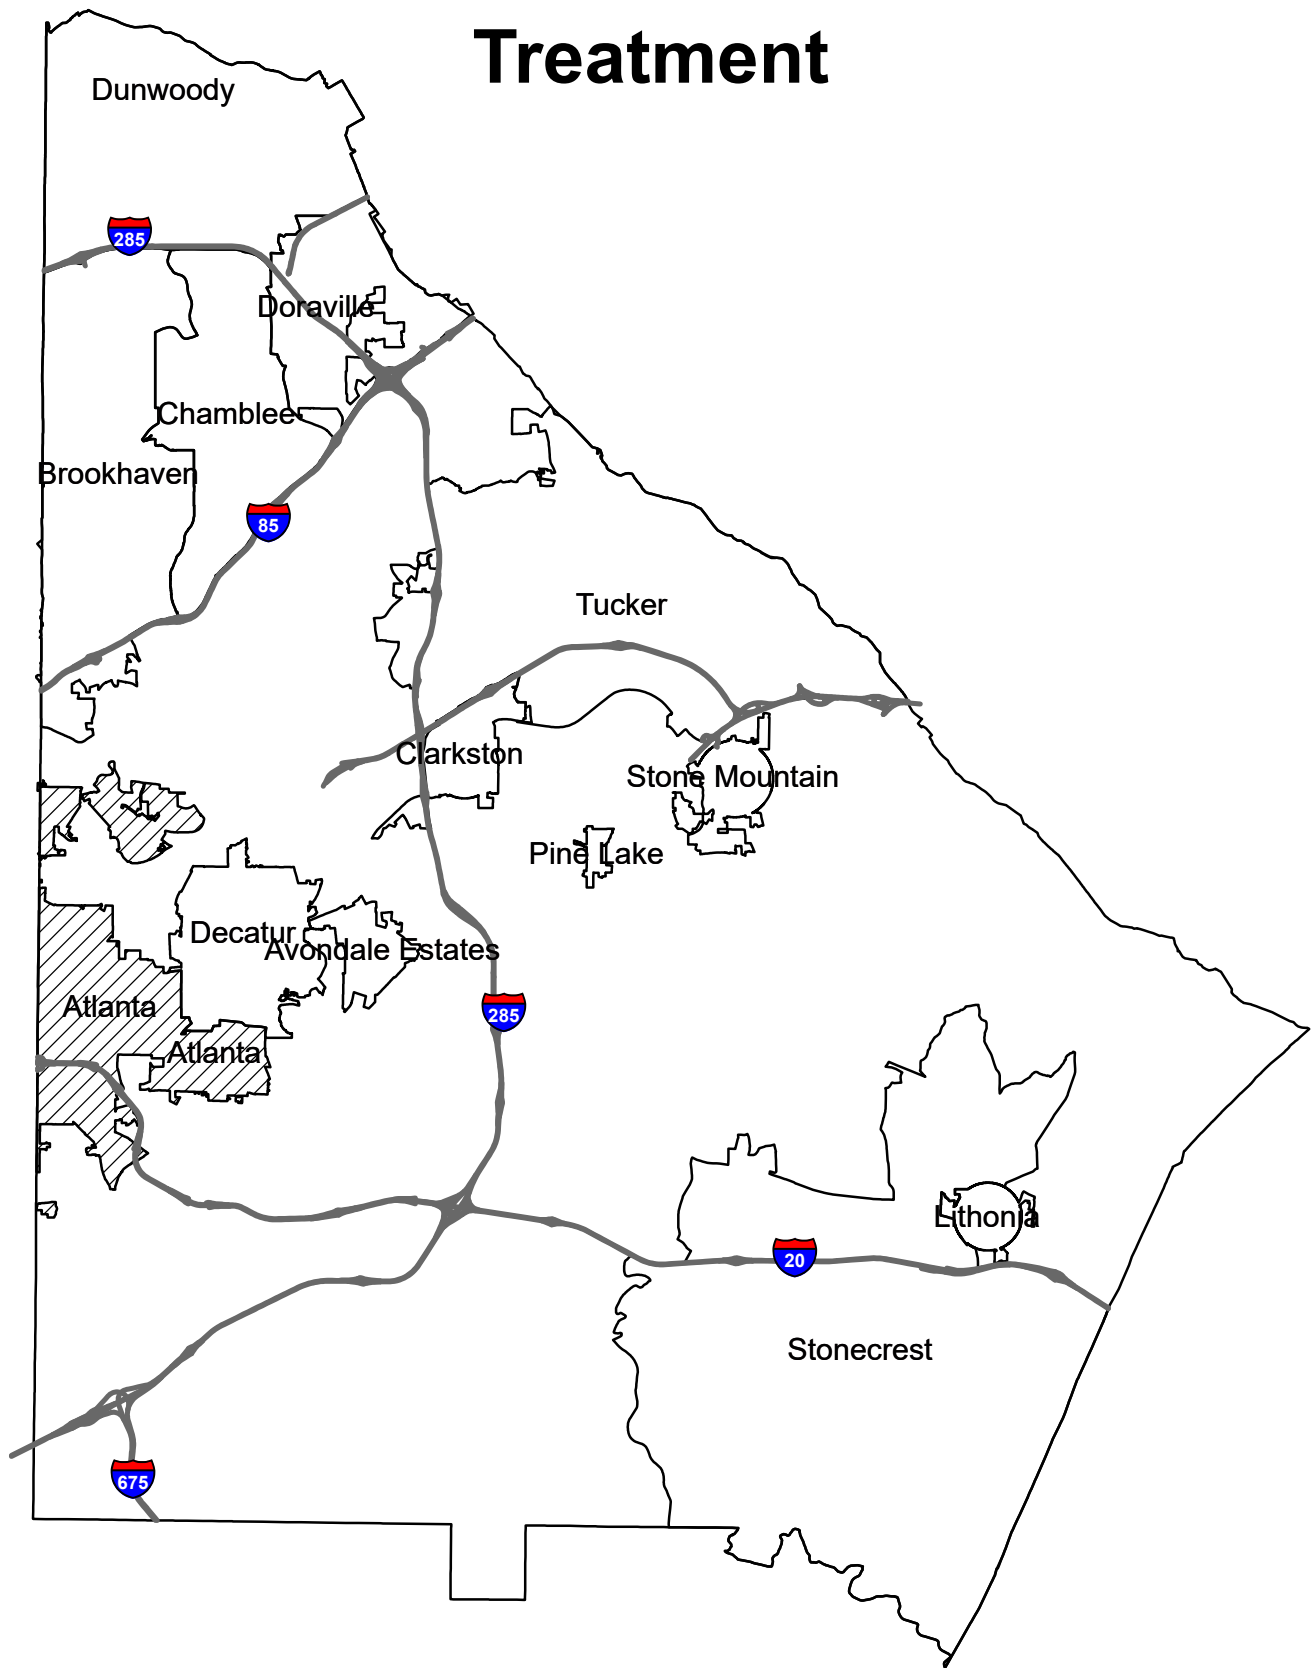 Treatment
Dunwoody
285
Doraville
Chamblee
Brookhaven
85
Tucker
Clarkston
Stone Mountain
Pine Lake
Decatur
Avondale Estates
Atlanta
285
Atlanta
Lithonia
20
Stonecrest
675